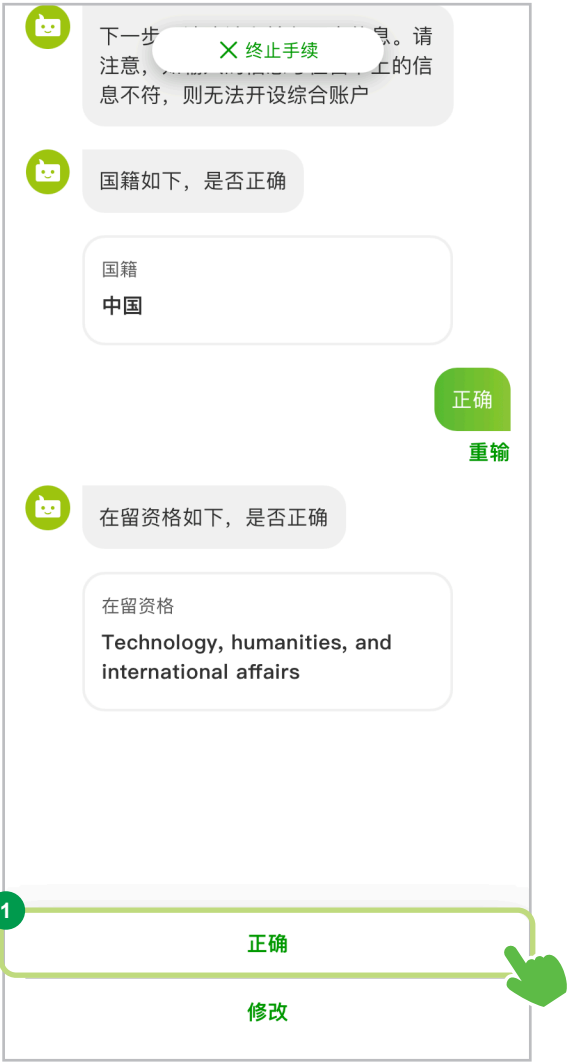 下一步
息。请
✕ 终止手续
注意，
上的信
息不符，则无法开设综合账户
国籍如下，是否正确
国籍
中国
正确
重输
在留资格如下，是否正确
在留资格
Technology, humanities, and
international affairs
1
正确
修改